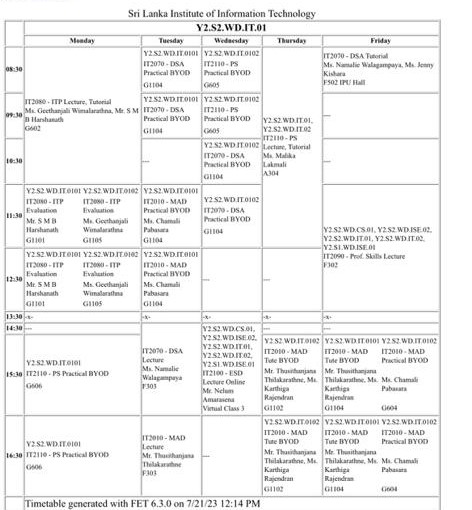 Sri Lanka Institute of Information Technology
Y2.S2.WD.IT.01
Monday Tuesday Wednesday Thursday Friday
08:30
Y2.S2.WD.IT.0101
IT2070 - DSA
Practical BYOD
G1104
Y2.S2.WD.IT.0102
IT2110 - PS
Practical BYOD
G605
IT2070 - DSA Tutorial
Ms. Namalie Walagampaya, Ms. Jenny
Kishara
F502 IPU Hall
09:30
IT2080 - ITP Lecture, Tutorial
Ms. Geethanjali Wimalarathna, Mr. S M
B Harshanath
G602
Y2.S2.WD.IT.0101
IT2070 - DSA
Practical BYOD
G1104
Y2.S2.WD.IT.0102
IT2110 - PS
Practical BYOD
G605
Y2.S2.WD.IT.01,
Y2.S2.WD.IT.02
IT2110 - PS
Lecture, Tutorial
Ms. Malika
Lakmali
A304
---
10:30
---
Y2.S2.WD.IT.0102
IT2070 - DSA
Practical BYOD
G1104
---
11:30
Y2.S2.WD.IT.0101 Y2.S2.WD.IT.0102
IT2080 - ITP IT2080 - ITP
Evaluation Evaluation
Mr. S M B Ms. Geethanjali
Harshanath Wimalarathna
G1101 G1105
Y2.S2.WD.IT.0101
IT2010 - MAD
Practical BYOD
Ms. Chamali
Pabasara
G1104
Y2.S2.WD.IT.0102
IT2070 - DSA
Practical BYOD
G1104
Y2.S2.WD.CS.01, Y2.S2.WD.ISE.02,
Y2.S2.WD.IT.01, Y2.S2.WD.IT.02,
Y2.S1.WD.ISE.01
IT2090 - Prof. Skills Lecture
F302
12:30
Y2.S2.WD.IT.0101 Y2.S2.WD.IT.0102
IT2080 - ITP IT2080 - ITP
Evaluation Evaluation
Mr. S M B Ms. Geethanjali
Harshanath Wimalarathna
G1101 G1105
Y2.S2.WD.IT.0101
IT2010 - MAD
Practical BYOD
Ms. Chamali
Pabasara
G1104
---
---
13:30 -x- -x- -x- -x- -x-
14:30 --- --- ---
Y2.S2.WD.CS.01,
Y2.S2.WD.ISE.02,
Y2.S2.WD.IT.01,
Y2.S2.WD.IT.02,
Y2.S1.WD.ISE.01
IT2100 - ESD
Lecture Online
Mr. Nelum
Amarasena
Virtual Class 3
15:30
Y2.S2.WD.IT.0101
IT2110 - PS Practical BYOD
G606
IT2070 - DSA
Lecture
Ms. Namalie
Walagampaya
F303
Y2.S2.WD.IT.0102
IT2010 - MAD
Tute BYOD
Mr. Thusithanjana
Thilakarathne, Ms.
Karthiga
Rajendran
G1102
Y2.S2.WD.IT.0101 Y2.S2.WD.IT.0102
IT2010 - MAD IT2010 - MAD
Tute BYOD Practical BYOD
Mr. Thusithanjana
Thilakarathne, Ms. Ms. Chamali
Karthiga Pabasara
Rajendran
G1104 G604
16:30
Y2.S2.WD.IT.0101
IT2110 - PS Practical BYOD
G606
IT2010 - MAD
Lecture
Mr. Thusithanjana
Thilakarathne
F303
---
Y2.S2.WD.IT.0102
IT2010 - MAD
Tute BYOD
Mr. Thusithanjana
Thilakarathne, Ms.
Karthiga
Rajendran
G1102
Y2.S2.WD.IT.0101 Y2.S2.WD.IT.0102
IT2010 - MAD IT2010 - MAD
Tute BYOD Practical BYOD
Mr. Thusithanjana
Thilakarathne, Ms. Ms. Chamali
Karthiga Pabasara
Rajendran
G1104 G604
Timetable generated with FET 6.3.0 on 7/21/23 12:14 PM